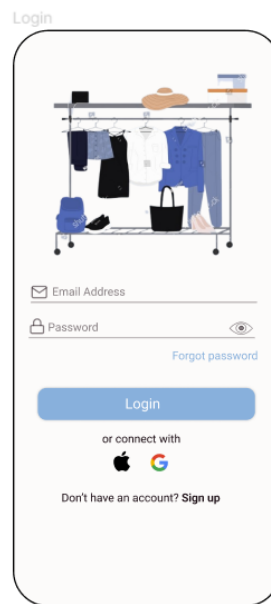 Login
Email Address
Password
Forgot password
Login
or connect with
Don't have an account? Sign up